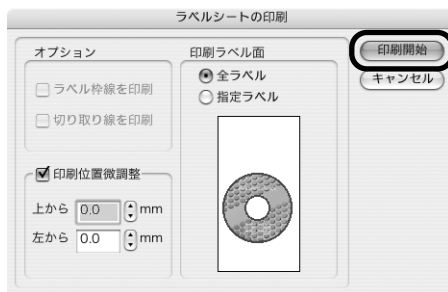 ラベルシートの印刷
オプション
ラベル枠線を印刷
切り取り線を印刷
印刷位置微調整
上から 0.0 mm
左から 0.0 mm
印刷ラベル面
全ラベル
指定ラベル
印刷開始
キャンセル